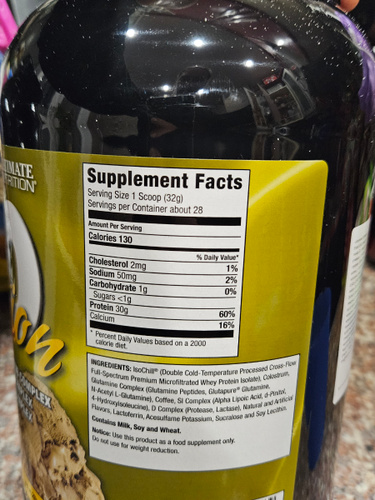 Supplement Facts
Serving Size 1 Scoop (32g)
Servings per Container about 28
Amount Per Serving
Calories 130
% Daily Value*
Cholesterol 2mg 1%
Sodium 50mg 2%
Carbohydrate 1g 0%
Sugars <1g
Protein 30g 60%
Calcium 16%
* Percent Daily Values based on a 2000
calorie diet.
INGREDIENTS: IsoChill® (Double Cold-Temperature Processed Cross-Flow
Full-Spectrum Premium Microfiltrated Whey Protein Isolate), Colostrum,
Glutamine Complex (Glutamine Peptides, Glutapure® Glutamine,
N-Acetyl L-Glutamine), Coffee, SI Complex (Alpha Lipoic Acid, d-Pinitol,
4-Hydroxyisoleucine), D Complex (Protease, Lactase), Natural and Artificial
Flavors, Lactoferrin, Acesulfame Potassium, Sucralose and Soy Lecithin.
Contains Milk, Soy and Wheat.
Notice: Use this product as a food supplement only.
Do not use for weight reduction.